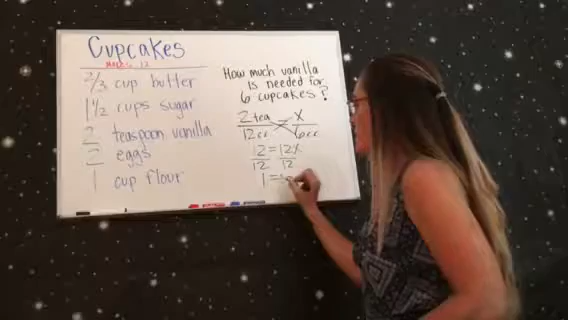 Cupcakes
MAKES 12
2/3 cup butter
1 1/2 cups sugar
2 teaspoon vanilla
2 eggs
1 cup flour
How much vanilla
is needed for
6 cupcakes?
2 tea = x
12 cc 6 cc
12 = 12x
12 12
1 =